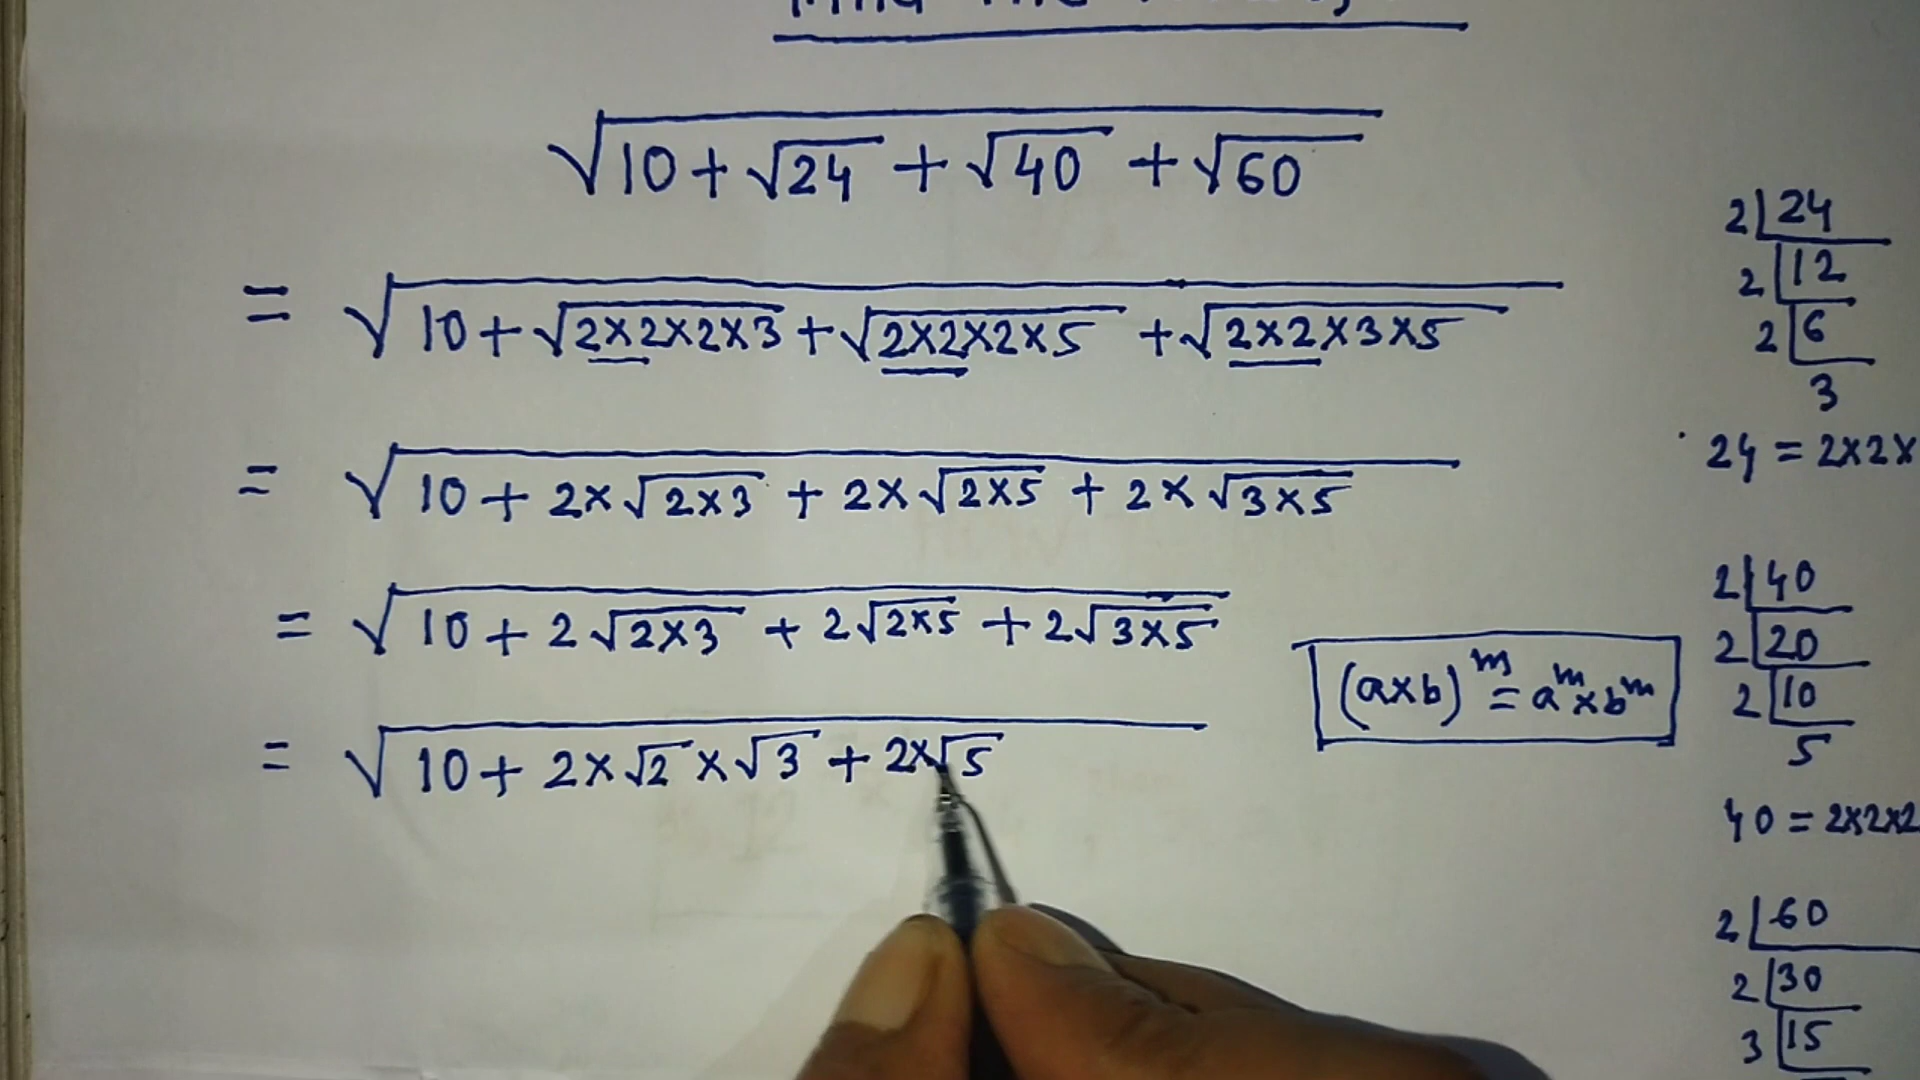 √(10 + √24 + √40 + √60)
= √(10 + √(2×2×2×3) + √(2×2×2×5) + √(2×2×3×5))
= √(10 + 2×√(2×3) + 2×√(2×5) + 2×√(3×5))
= √(10 + 2√(2×3) + 2√(2×5) + 2√(3×5))
(a×b)^m = a^m × b^m
= √(10 + 2×√2×√3 + 2×√5
2|24
2|12
2|6
3
24 = 2×2×
2|40
2|20
2|10
5
40 = 2×2×2
2|60
2|30
3|15